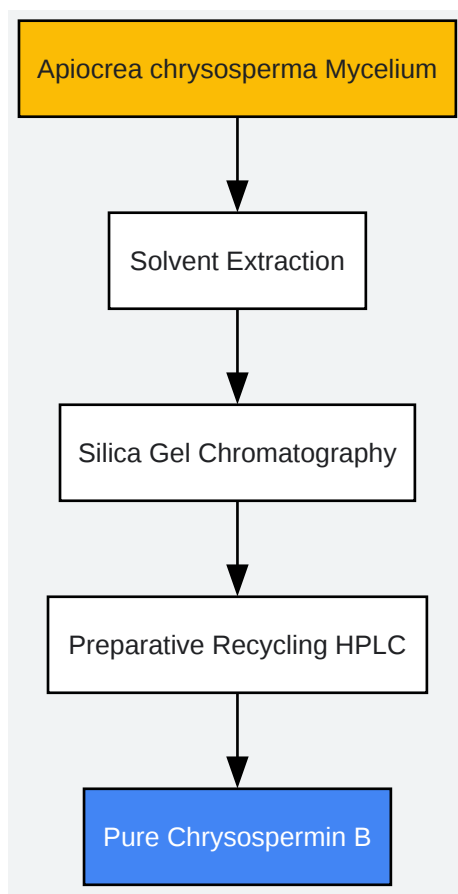 Apiocrea chrysosperma Mycelium
Solvent Extraction
Silica Gel Chromatography
Preparative Recycling HPLC
Pure Chrysospermin B